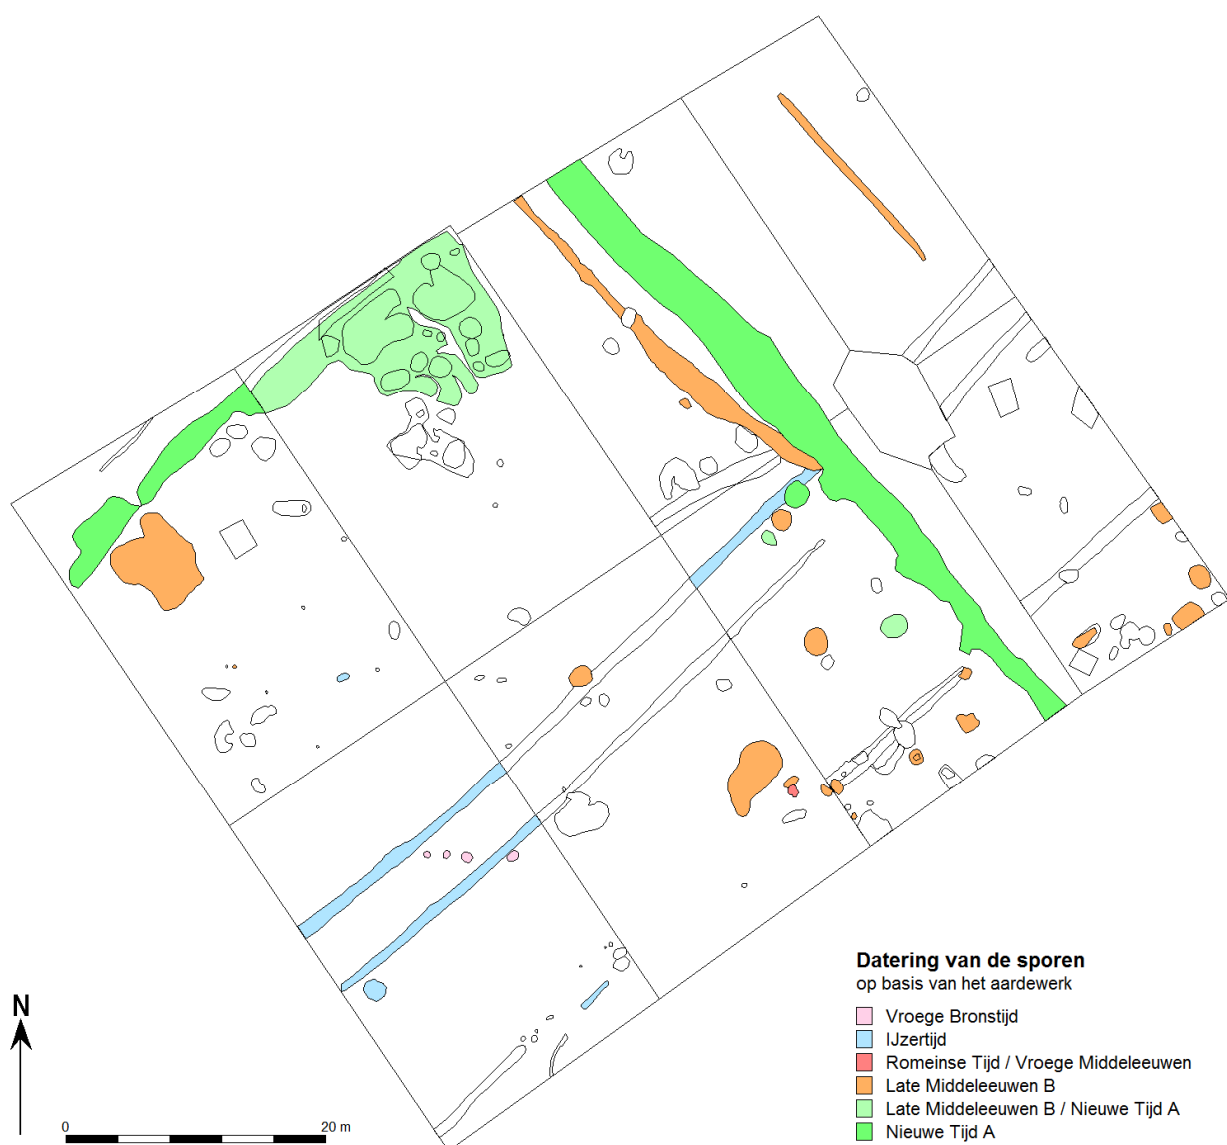 Datering van de sporen
op basis van het aardewerk
Vroege Bronstijd
IJzertijd
Romeinse Tijd / Vroege Middeleeuwen
Late Middeleeuwen B
Late Middeleeuwen B / Nieuwe Tijd A
Nieuwe Tijd A
N
0 20 m